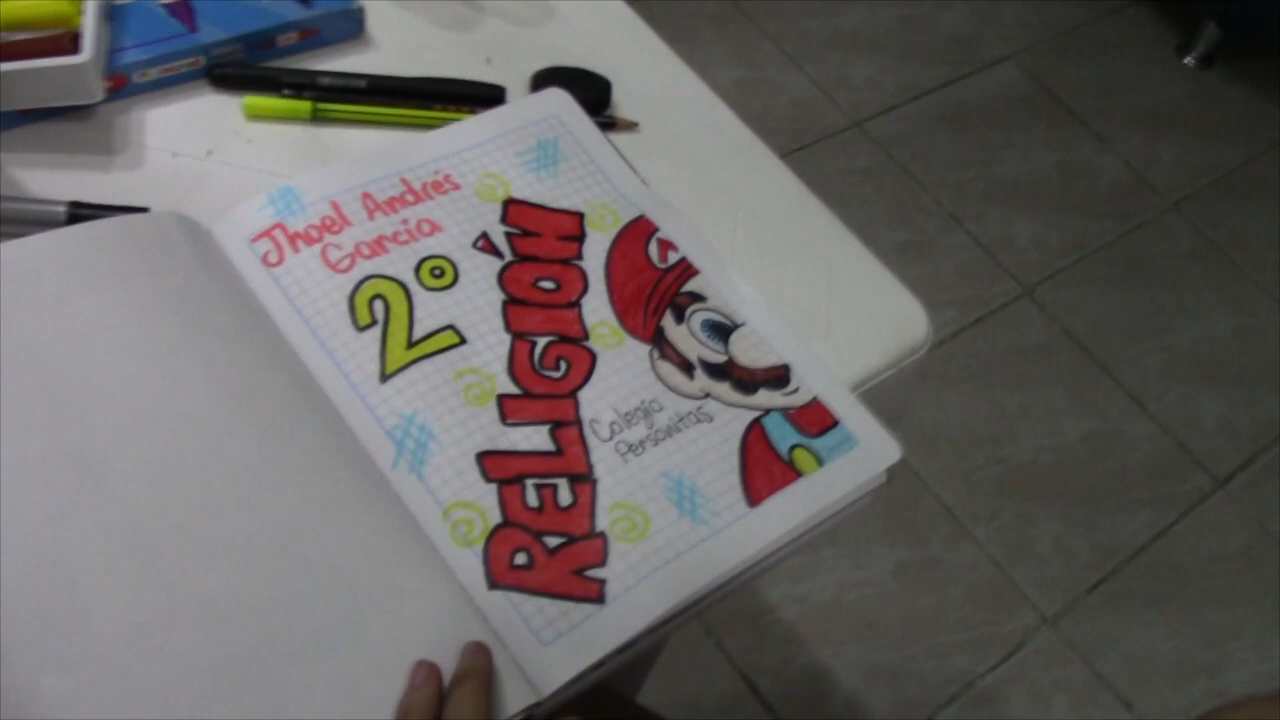 Jhoel Andrés
García
2°
RELIGIÓN
Colegio
Personitas
M